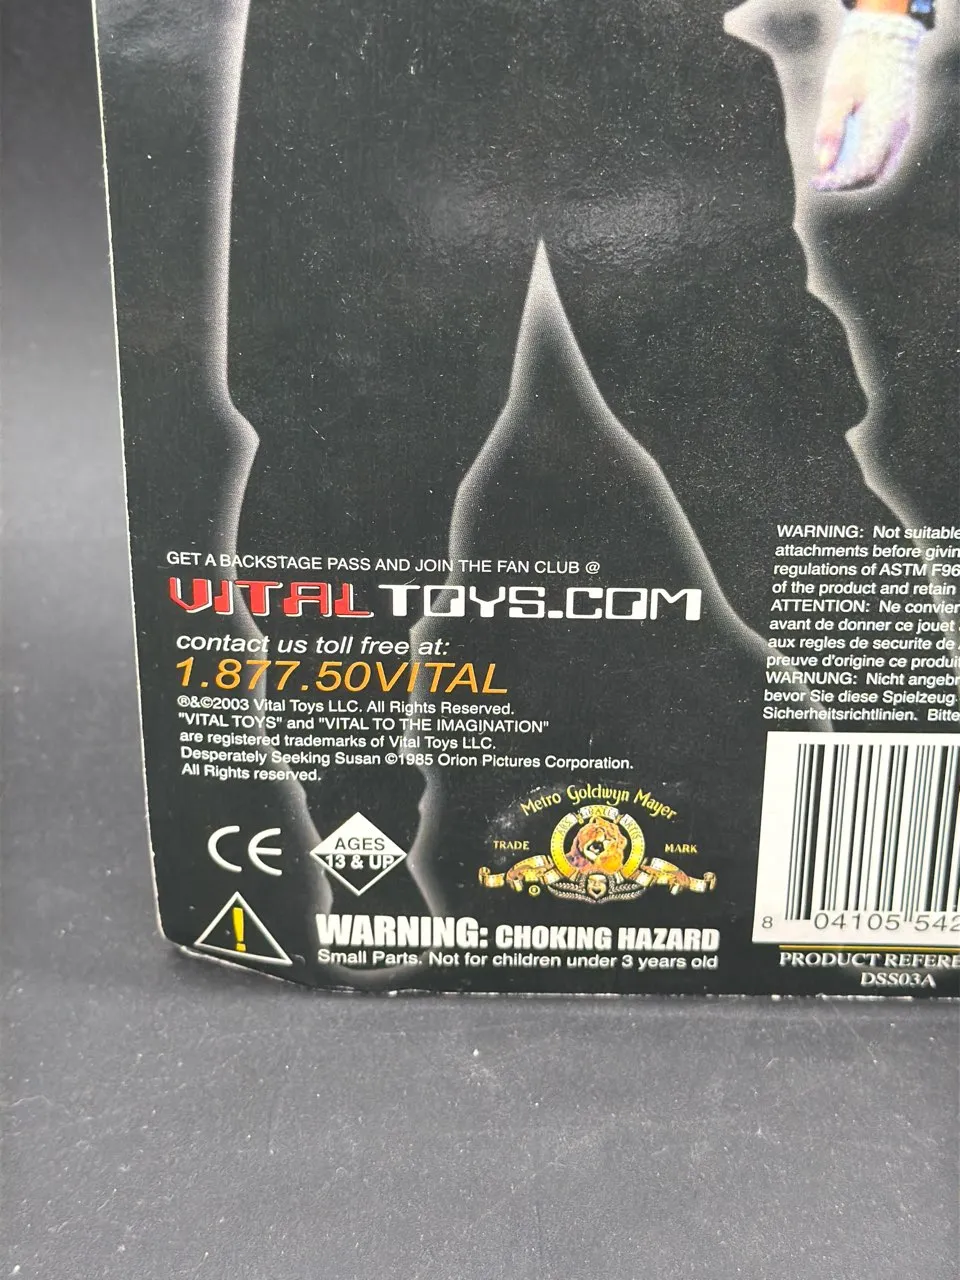 GET A BACKSTAGE PASS AND JOIN THE FAN CLUB @
VITALTOYS.COM
contact us toll free at:
1.877.50VITAL
®&©2003 Vital Toys LLC. All Rights Reserved.
"VITAL TOYS" and "VITAL TO THE IMAGINATION"
are registered trademarks of Vital Toys LLC.
Desperately Seeking Susan ©1985 Orion Pictures Corporation.
All Rights reserved.
CE
AGES
13 & UP
Metro Goldwyn Mayer
TRADE MARK
®
!
WARNING: CHOKING HAZARD
Small Parts. Not for children under 3 years old
WARNING: Not suitable
attachments before givin
regulations of ASTM F96
of the product and retain
ATTENTION: Ne convier
avant de donner ce jouet
aux regles de securite de
preuve d'origine ce produi
WARNUNG: Nicht angebr
bevor Sie diese Spielzeug
Sicherheitsrichtlinien. Bitte
8 04105 542
PRODUCT REFERE
DSS03A